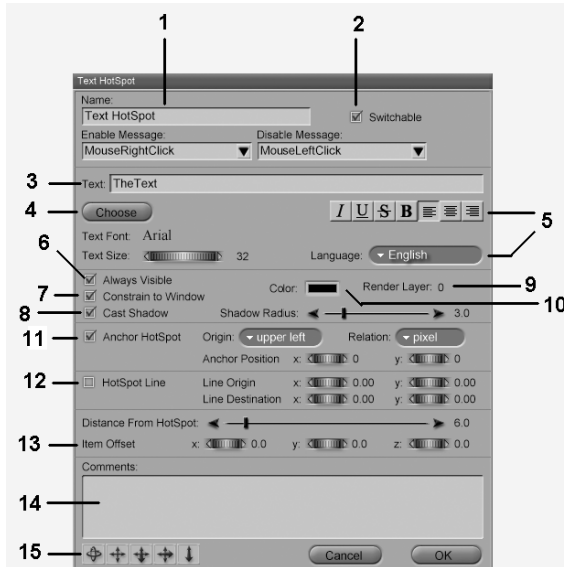 1
2
Text HotSpot
Name:
Text HotSpot
Switchable
Enable Message:
Disable Message:
MouseRightClick
MouseLeftClick
3
Text:
TheText
4
Choose
I U S B
5
Text Font: Arial
6
Text Size: 32
Language: English
Always Visible
7
Constrain to Window
Color:
Render Layer: 0
9
10
8
Cast Shadow
Shadow Radius: 3.0
11
Anchor HotSpot
Origin: upper left
Relation: pixel
Anchor Position x: 0 y: 0
12
HotSpot Line
Line Origin x: 0.00 y: 0.00
Line Destination x: 0.00 y: 0.00
Distance From HotSpot: 6.0
13
Item Offset x: 0.0 y: 0.0 z: 0.0
Comments:
14
15
Cancel
OK